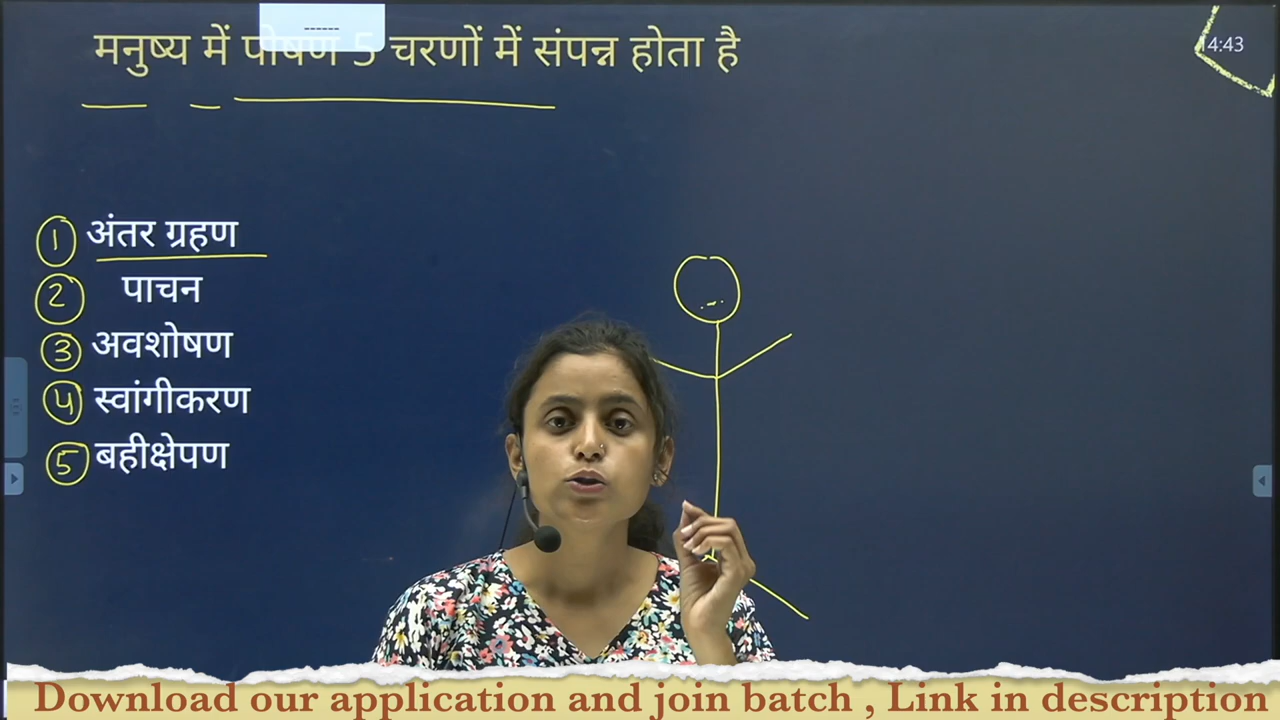 मनुष्य में पोषण 5 चरणों में संपन्न होता है
------
14:43
1 अंतर ग्रहण
2 पाचन
3 अवशोषण
4 स्वांगीकरण
5 बहीक्षेपण
Download our application and join batch , Link in description